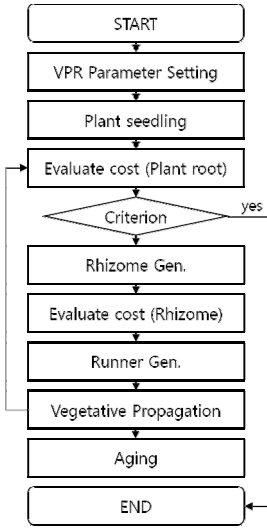 START
VPR Parameter Setting
Plant seedling
Evaluate cost (Plant root)
Criterion
yes
Rhizome Gen.
Evaluate cost (Rhizome)
Runner Gen.
Vegetative Propagation
Aging
END